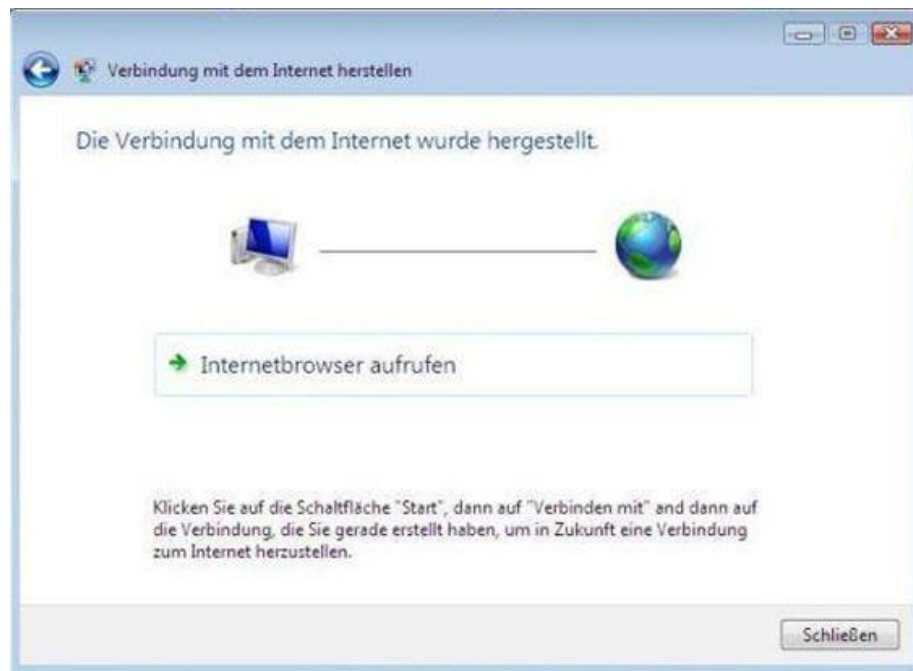 Verbindung mit dem Internet herstellen
Die Verbindung mit dem Internet wurde hergestellt.
Internetbrowser aufrufen
Klicken Sie auf die Schaltfläche "Start", dann auf "Verbinden mit" and dann auf
die Verbindung, die Sie gerade erstellt haben, um in Zukunft eine Verbindung
zum Internet herzustellen.
Schließen